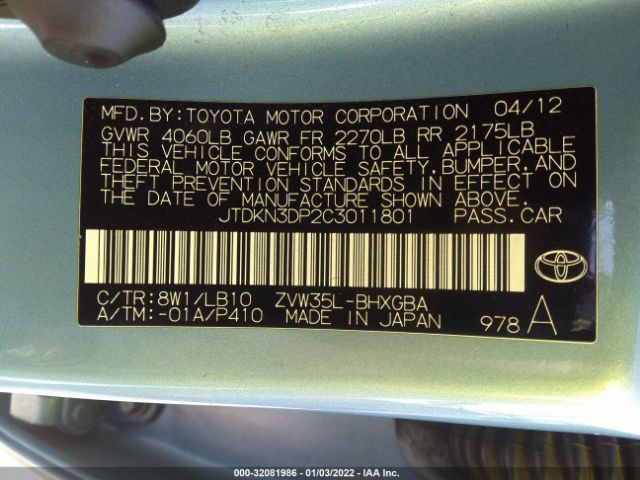 MFD. BY: TOYOTA MOTOR CORPORATION 04/12
GVWR 4060LB GAWR FR 2270LB RR 2175LB
THIS VEHICLE CONFORMS TO ALL APPLICABLE
FEDERAL MOTOR VEHICLE SAFETY, BUMPER, AND
THEFT PREVENTION STANDARDS IN EFFECT ON
THE DATE OF MANUFACTURE SHOWN ABOVE.
JTDKN3DP2C3011801 PASS. CAR
C/TR: 8W1/LB10 ZVW35L-BHXGBA
A/TM: -01A/P410 MADE IN JAPAN 978 A
000-32081986 - 01/03/2022 - IAA Inc.